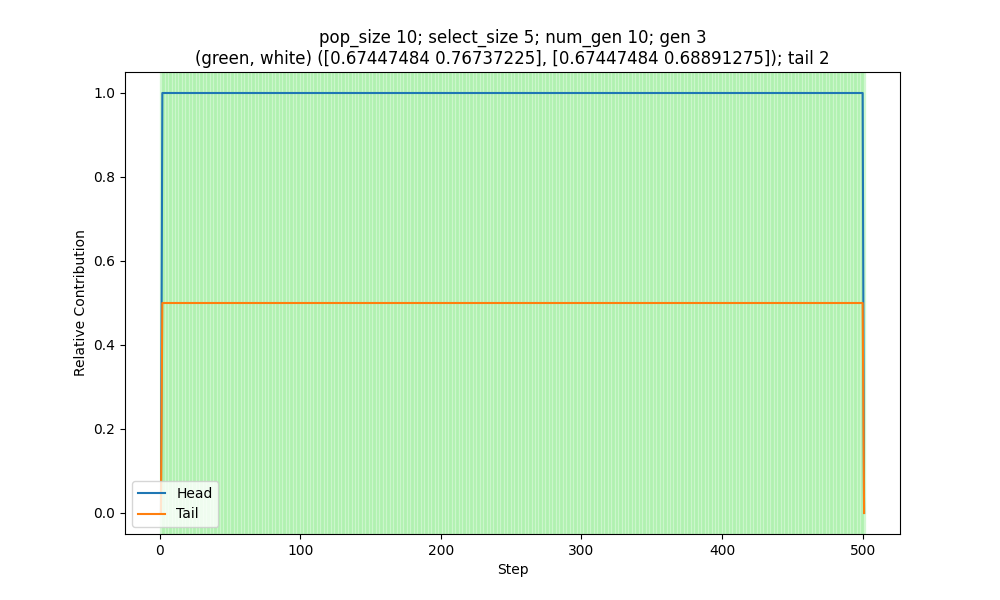 pop_size 10; select_size 5; num_gen 10; gen 3
(green, white) ([0.67447484 0.76737225], [0.67447484 0.68891275]); tail 2
1.0
0.8
0.6
0.4
0.2
0.0
Relative Contribution
Head
Tail
0 100 200 300 400 500
Step